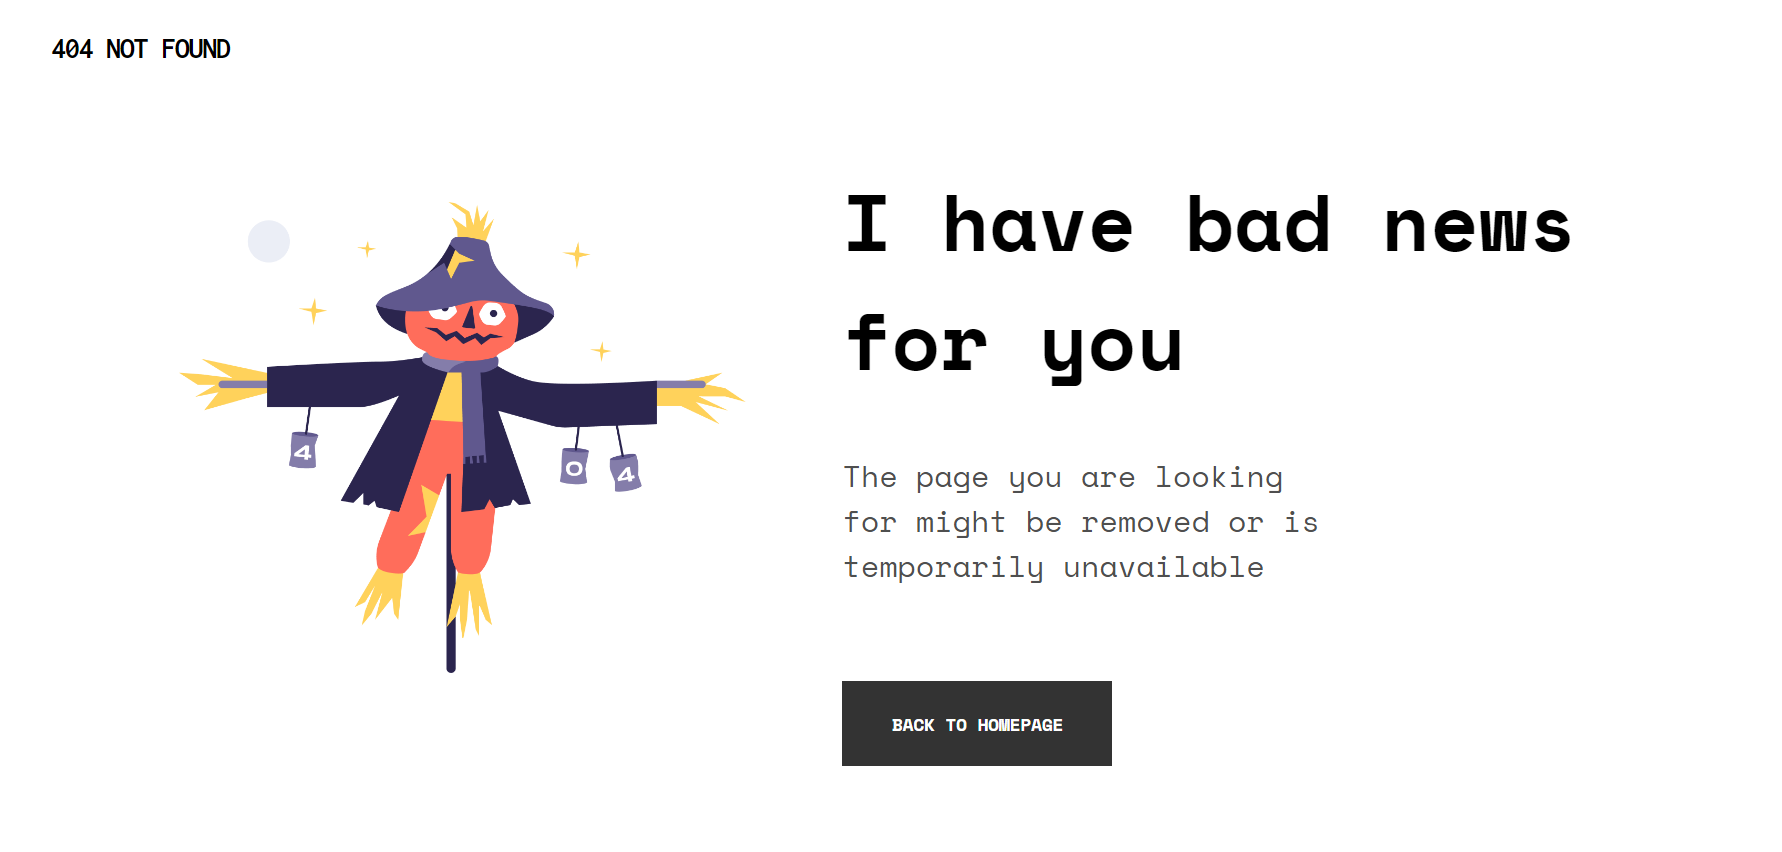 404 NOT FOUND
I have bad news
for you
4
0
4
The page you are looking
for might be removed or is
temporarily unavailable
BACK TO HOMEPAGE